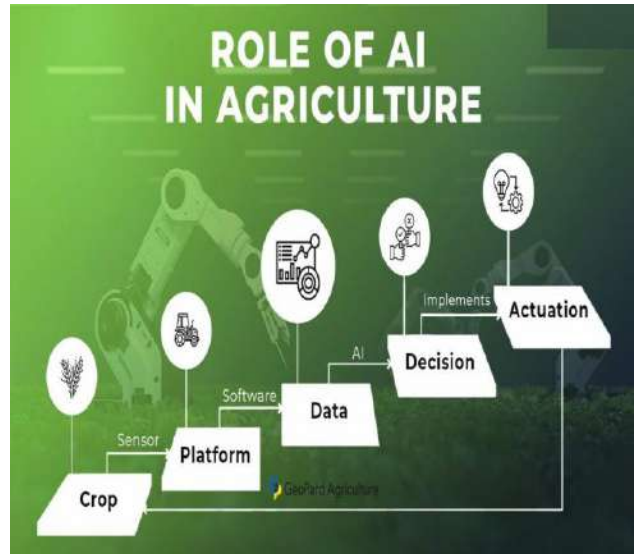 ROLE OF AI
IN AGRICULTURE
Implements
Actuation
AI
Decision
Software
Data
Sensor
Platform
GeoPard Agriculture
Crop